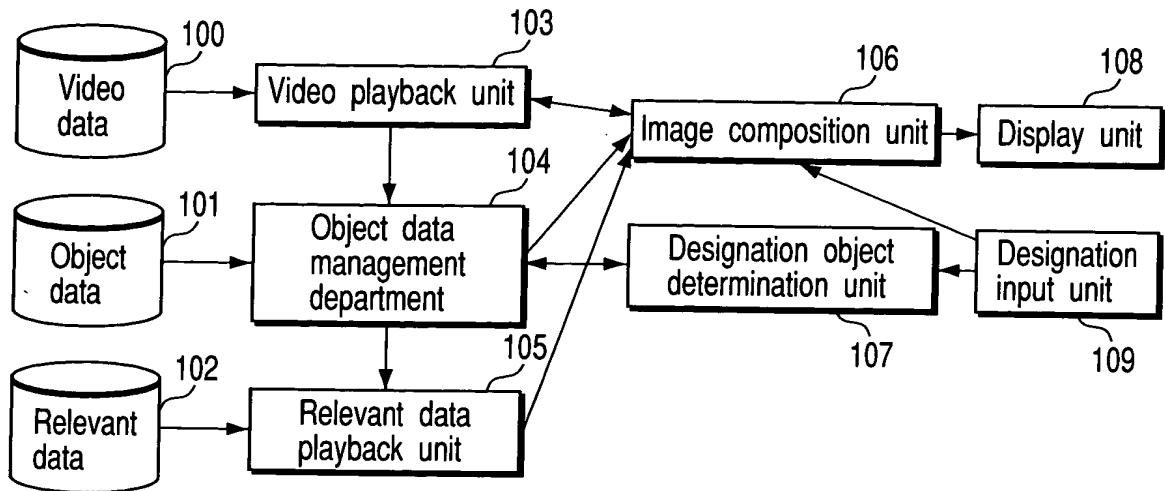 100
Video
data
103
Video playback unit
106
Image composition unit
108
Display unit
101
Object
data
104
Object data
management
department
Designation object
determination unit
107
Designation
input unit
109
102
Relevant
data
105
Relevant data
playback unit